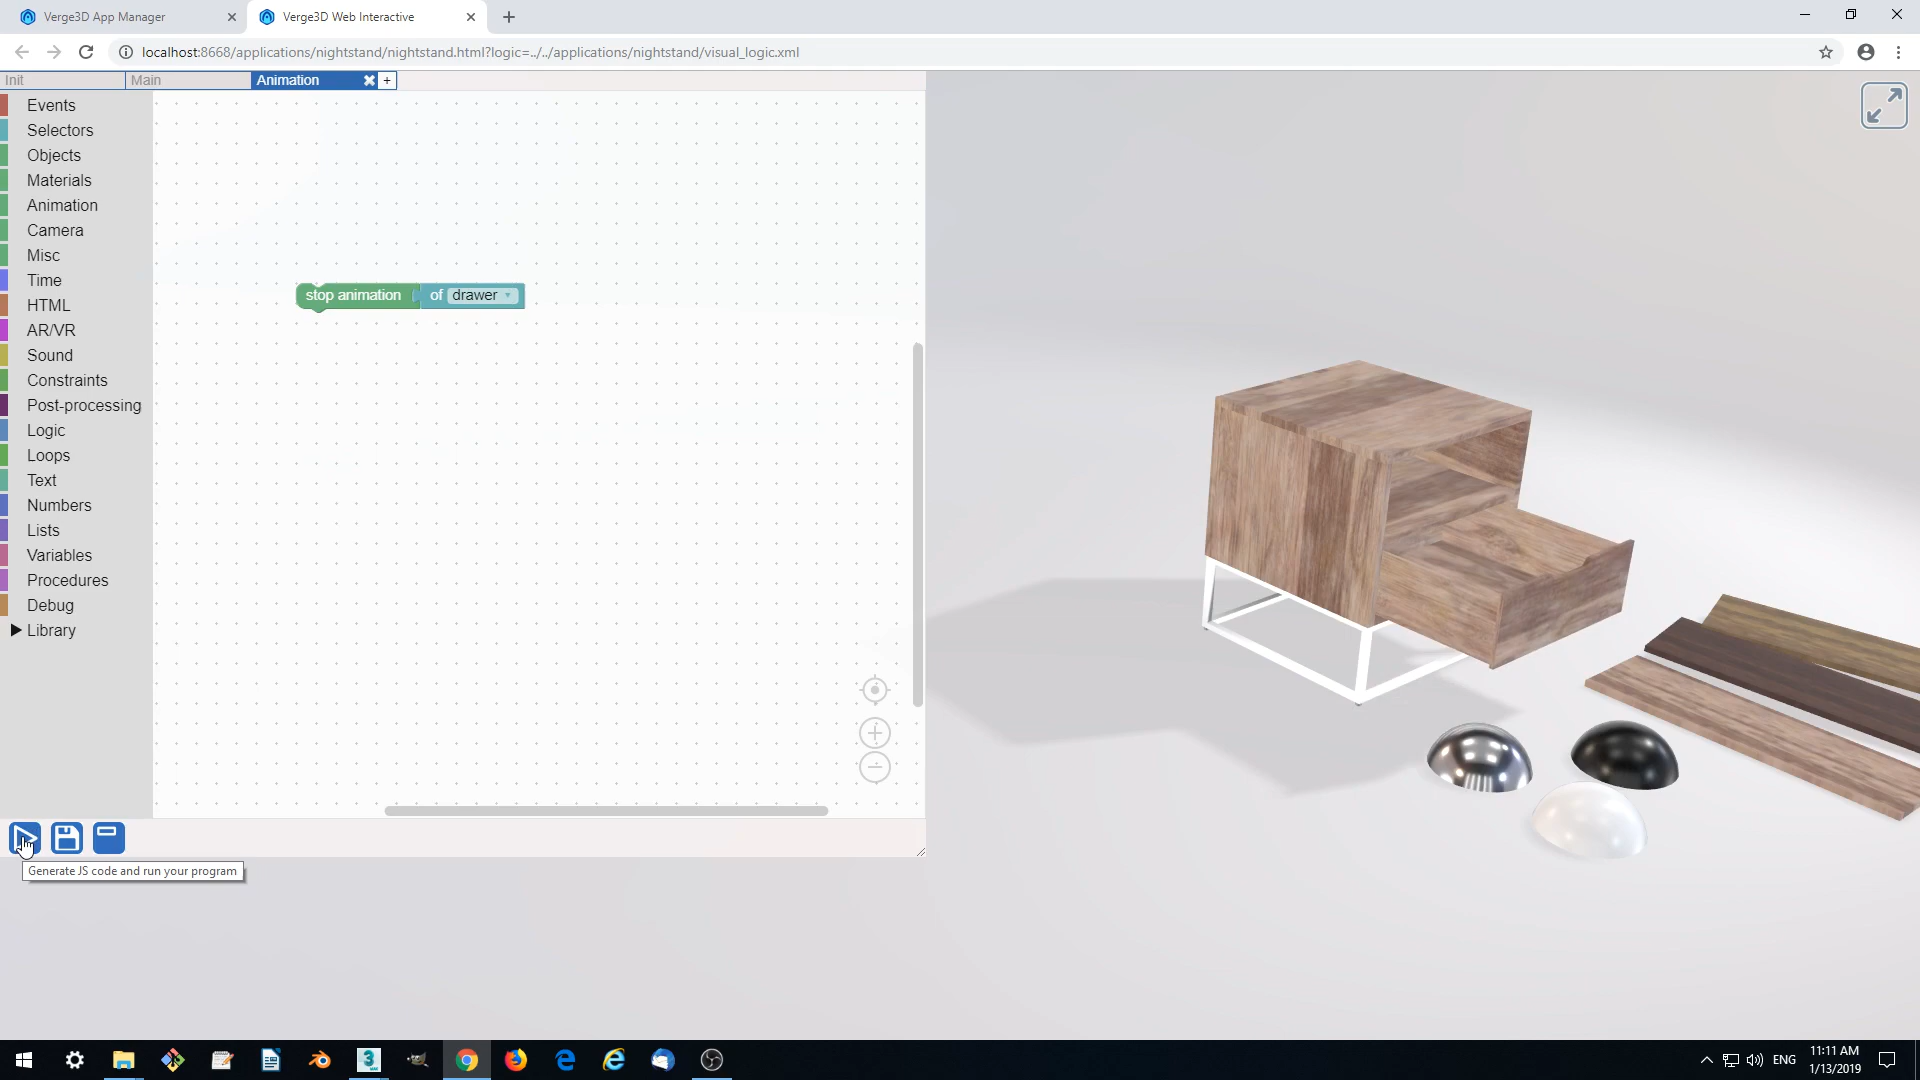 Verge3D App Manager
Verge3D Web Interactive
localhost:8668/applications/nightstand/nightstand.html?logic=../../applications/nightstand/visual_logic.xml
Init
Main
Animation
Events
Selectors
Objects
Materials
Animation
Camera
Misc
Time
HTML
AR/VR
Sound
Constraints
Post-processing
Logic
Loops
Text
Numbers
Lists
Variables
Procedures
Debug
Library
stop animation of drawer
Generate JS code and run your program
ENG
11:11 AM
1/13/2019